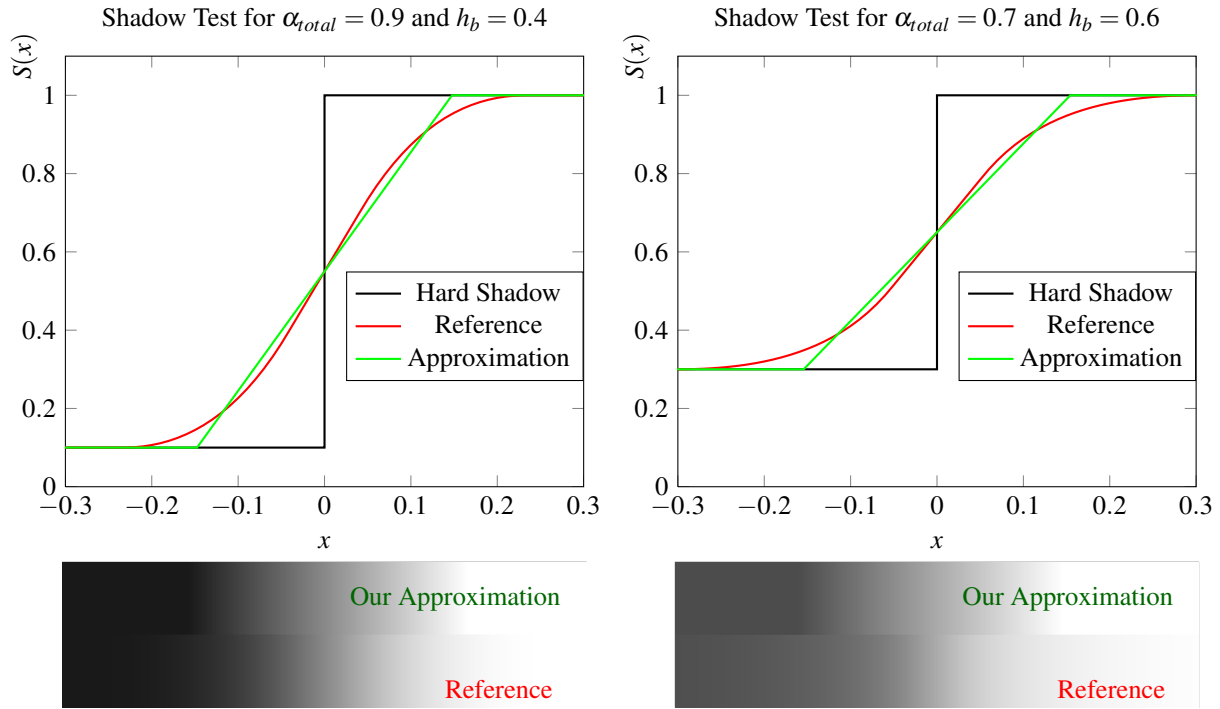 Shadow Test for α_total = 0.9 and h_b = 0.4
S(x)
1
0.8
0.6
0.4
0.2
0
−0.3
−0.2
−0.1
0
0.1
0.2
0.3
x
Hard Shadow
Reference
Approximation
Our Approximation
Reference
Shadow Test for α_total = 0.7 and h_b = 0.6
S(x)
1
0.8
0.6
0.4
0.2
0
−0.3
−0.2
−0.1
0
0.1
0.2
0.3
x
Hard Shadow
Reference
Approximation
Our Approximation
Reference